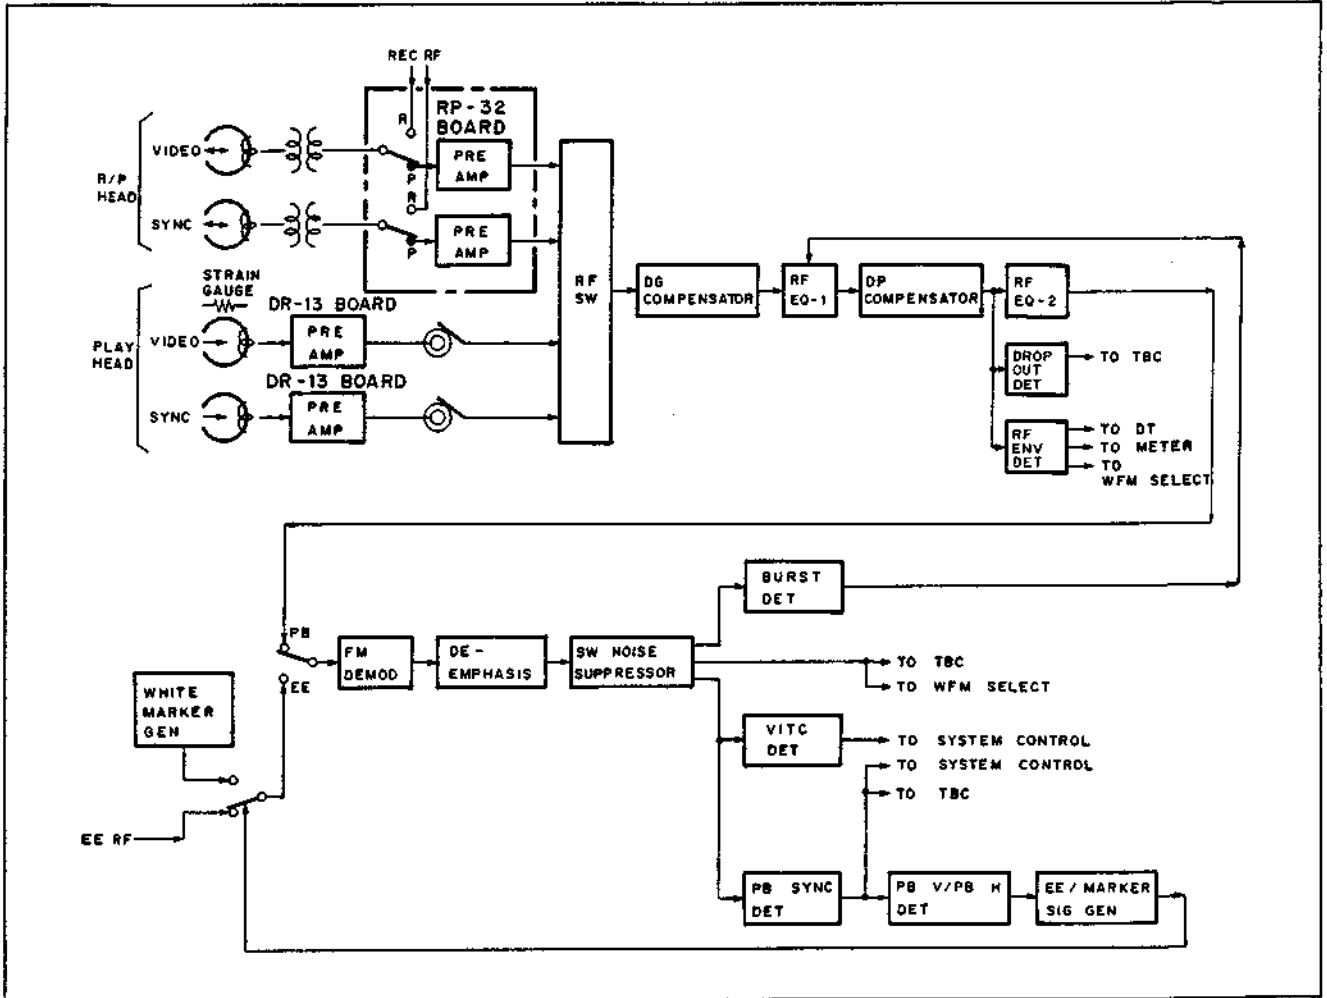 REC RF
R
RP-32
BOARD
R/P
HEAD
VIDEO
P
PRE
AMP
R
SYNC
P
PRE
AMP
STRAIN
GAUGE
DR-13 BOARD
PLAY
HEAD
VIDEO
PRE
AMP
DR-13 BOARD
SYNC
PRE
AMP
RF
SW
DG
COMPENSATOR
RF
EQ-1
DP
COMPENSATOR
RF
EQ-2
DROP
OUT
DET
TO TBC
RF
ENV
DET
TO DT
TO METER
TO
WFM SELECT
BURST
DET
PB
EE
FM
DEMOD
DE-
EMPHASIS
SW NOISE
SUPPRESSOR
TO TBC
TO WFM SELECT
WHITE
MARKER
GEN
VITC
DET
TO SYSTEM CONTROL
TO SYSTEM CONTROL
TO TBC
EE RF
PB SYNC
DET
PB V/PB H
DET
EE/MARKER
SIG GEN